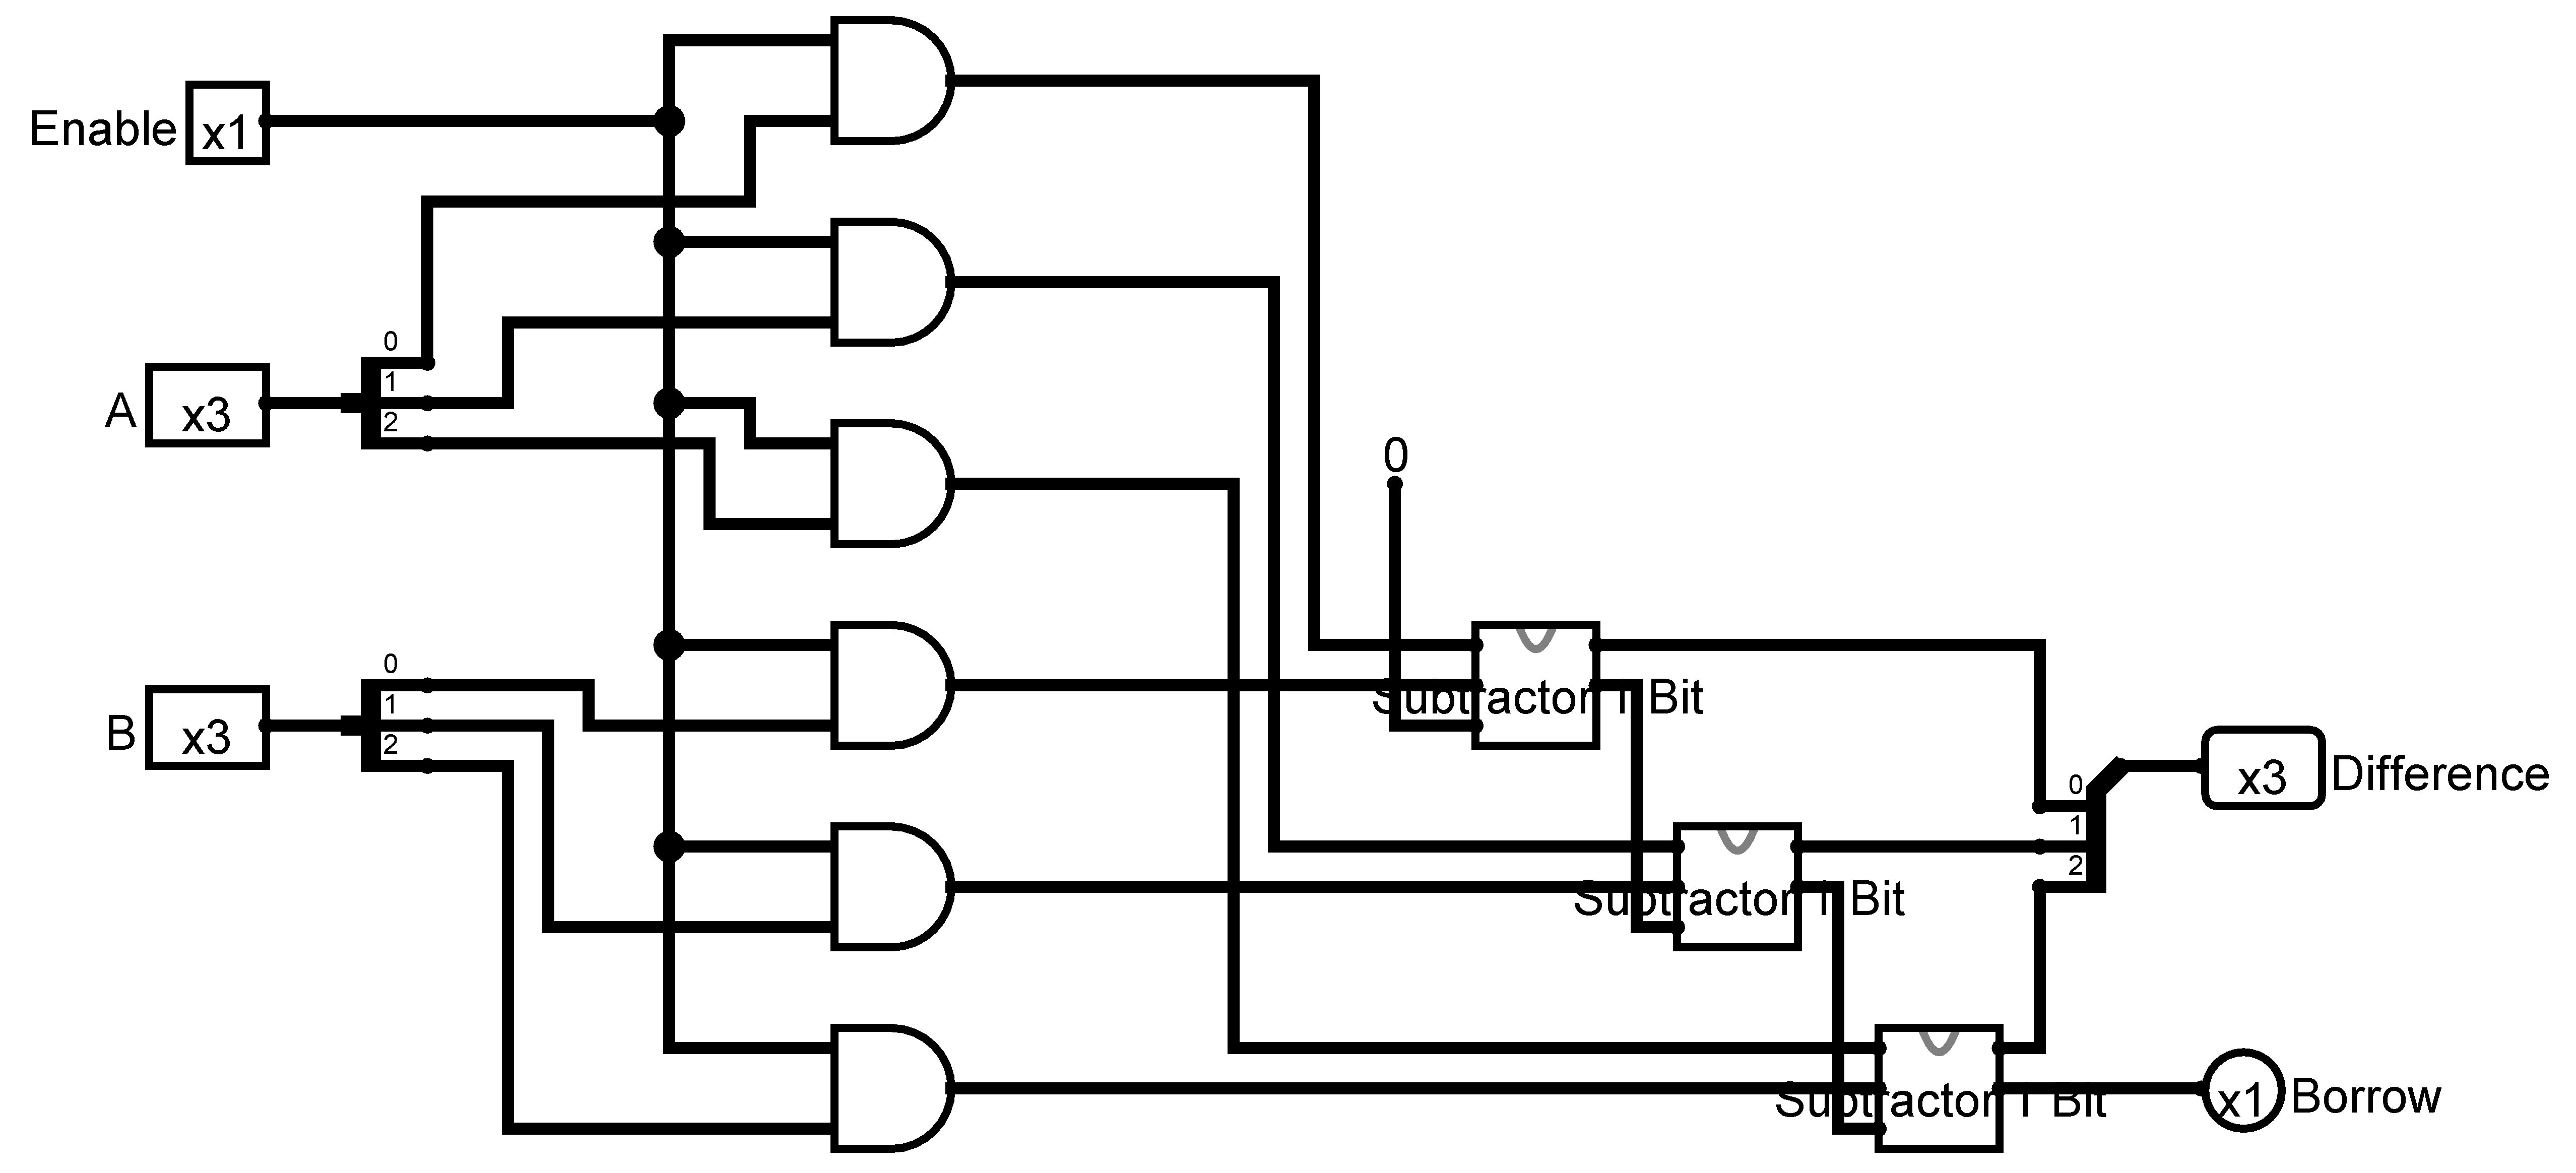 Enable x1
A x3
0
1
2
B x3
0
1
2
0
Subtractor 1 Bit
Subtractor 1 Bit
Subtractor 1 Bit
0
1
2
x3 Difference
x1 Borrow